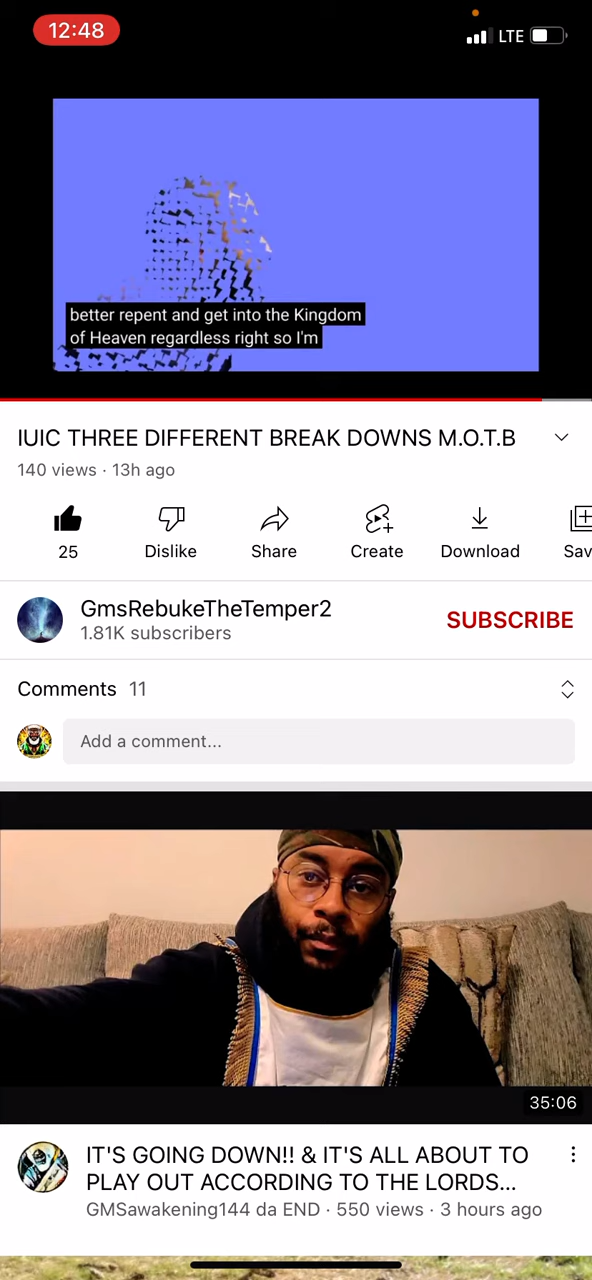 12:48
LTE
better repent and get into the Kingdom
of Heaven regardless right so I'm
IUIC THREE DIFFERENT BREAK DOWNS M.O.T.B
140 views · 13h ago
25 Dislike Share Create Download Sav
GmsRebukeTheTemper2
SUBSCRIBE
1.81K subscribers
Comments 11
Add a comment...
35:06
IT'S GOING DOWN!! & IT'S ALL ABOUT TO
PLAY OUT ACCORDING TO THE LORDS...
GMSawakening144 da END · 550 views · 3 hours ago